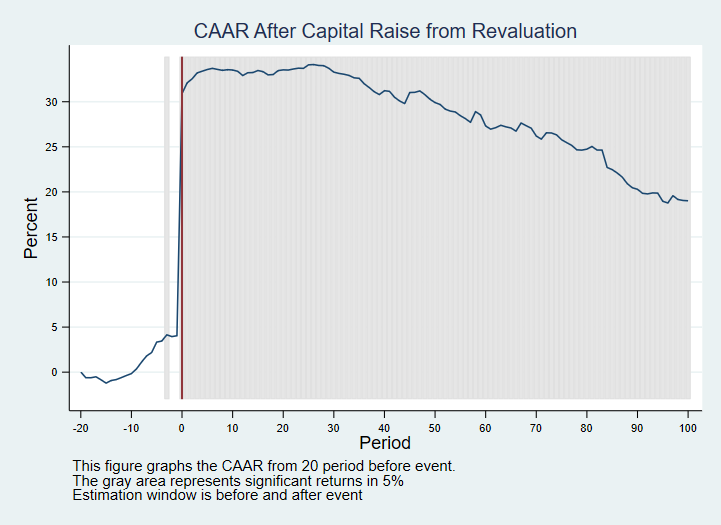 CAAR After Capital Raise from Revaluation
Percent
30
25
20
15
10
5
0
-20 -10 0 10 20 30 40 50 60 70 80 90 100
Period
This figure graphs the CAAR from 20 period before event.
The gray area represents significant returns in 5%
Estimation window is before and after event